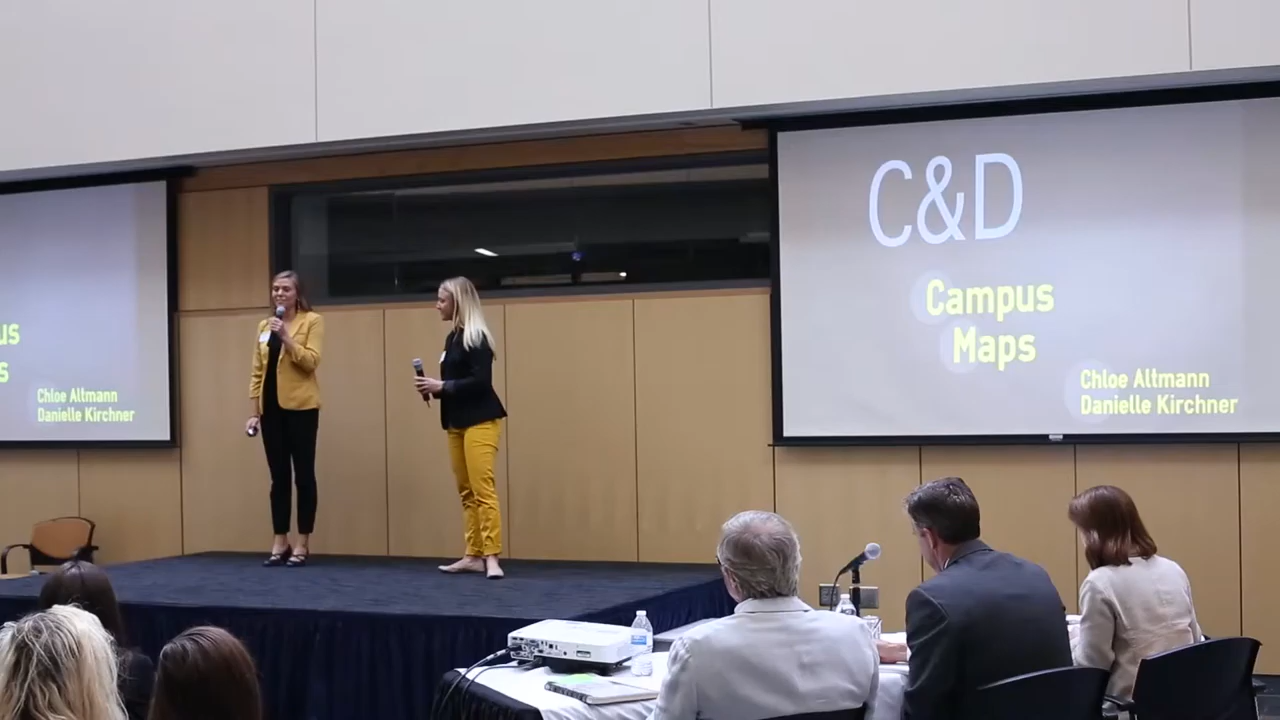 us
s
Chloe Altmann
Danielle Kirchner
C&D
Campus
Maps
Chloe Altmann
Danielle Kirchner